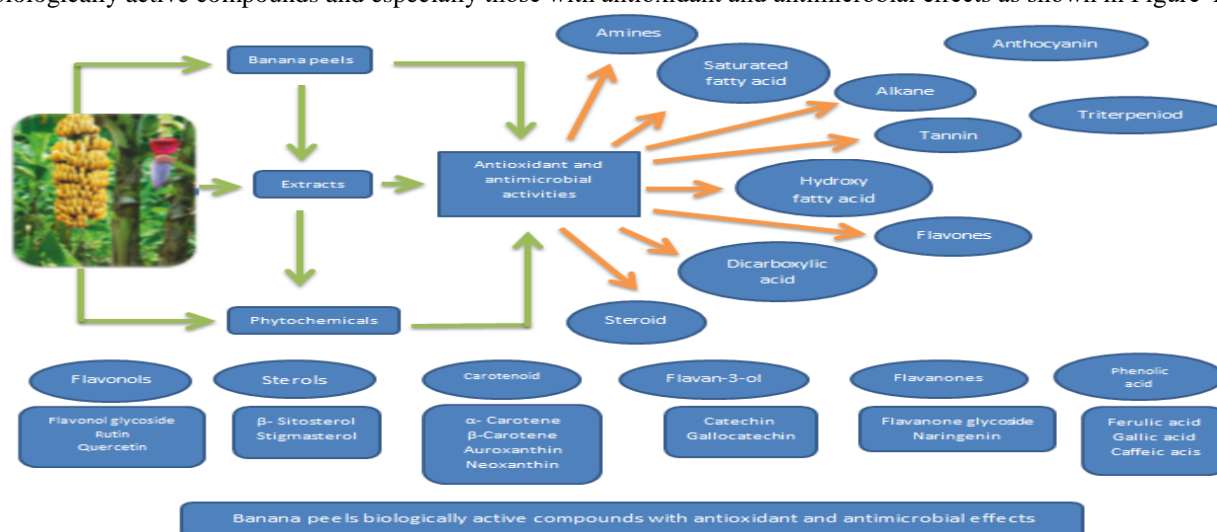 biologically active compounds and especially those with antioxidant and antimicrobial effects as shown in Figure
Amines
Anthocyanin
Banana peels
Saturated
fatty acid
Alkane
Triterpeniod
Tannin
Antioxidant and
antimicrobial
activities
Extracts
Hydroxy
fatty acid
Flavones
Dicarboxylic
acid
Phytochemicals
Steroid
Flavonols
Sterols
Carotenoid
Flavan-3-ol
Flavanones
Phenolic
acid
Flavonol glycoside
Rutin
Quercetin
β- Sitosterol
Stigmasterol
α- Carotene
β-Carotene
Auroxanthin
Neoxanthin
Catechin
Gallocatechin
Flavanone glycoside
Naringenin
Ferulic acid
Gallic acid
Caffeic acis
Banana peels biologically active compounds with antioxidant and antimicrobial effects